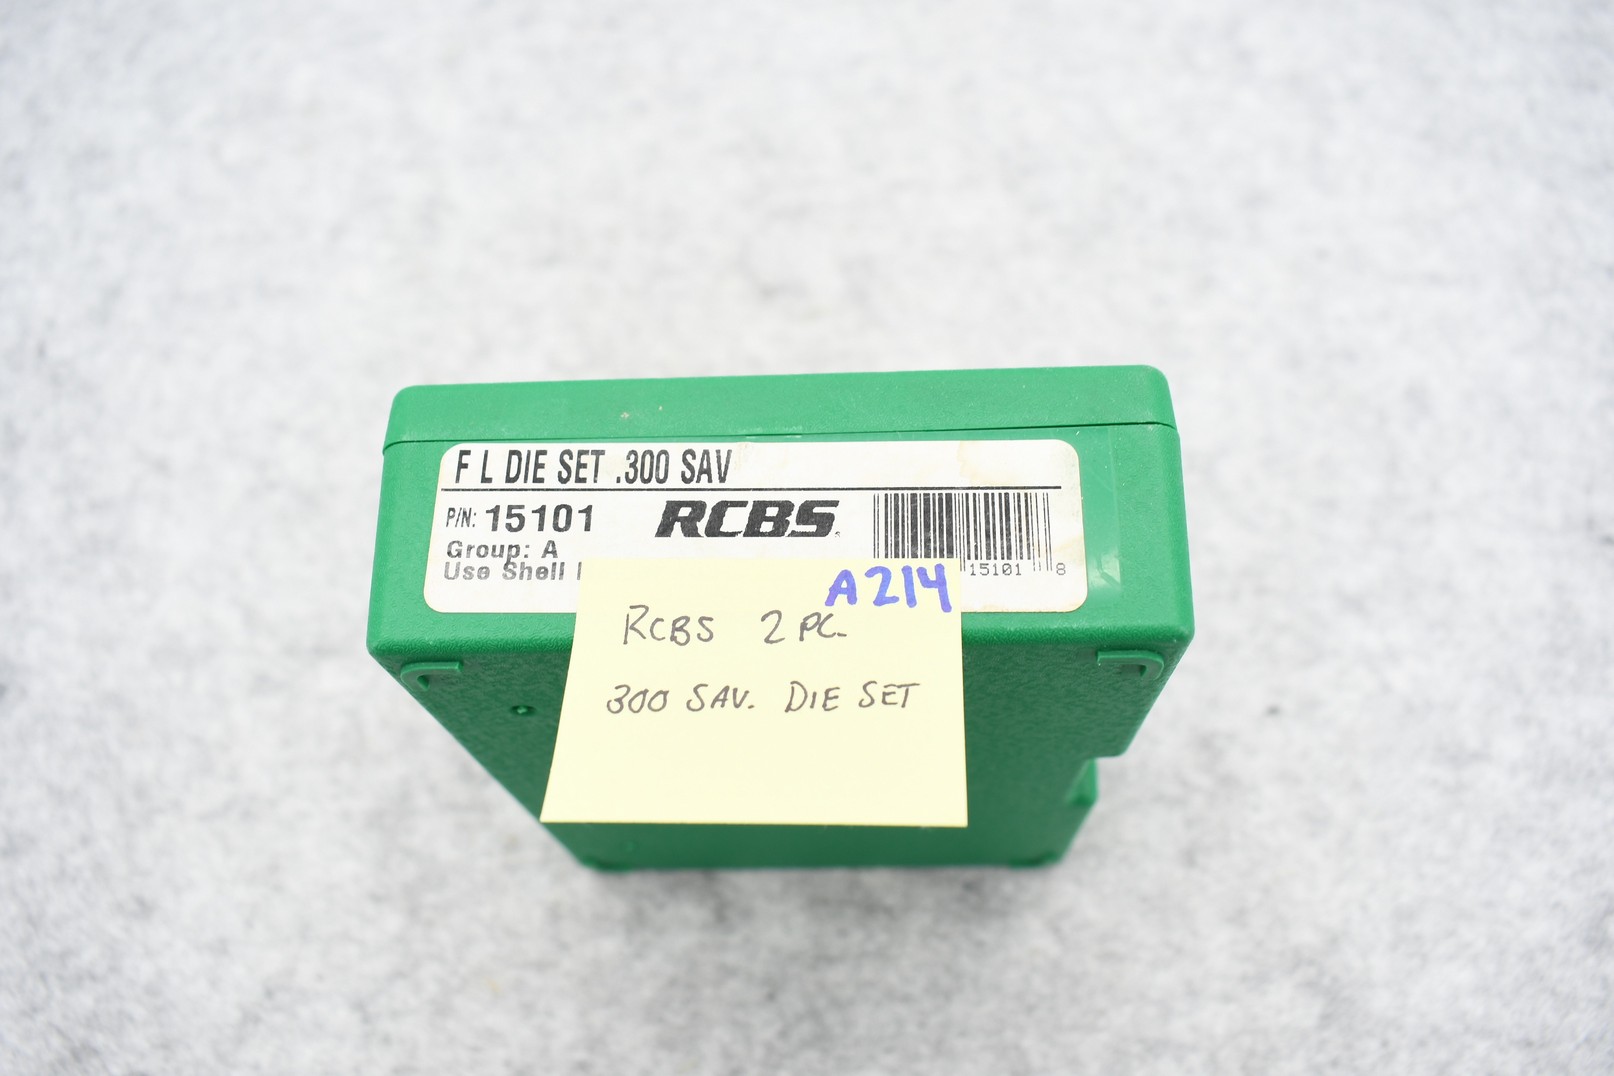 F L DIE SET .300 SAV
P/N: 15101 RCBS
Group: A
Use Shell
15101 8
A214
RCBS 2 PC.
300 SAV. DIE SET